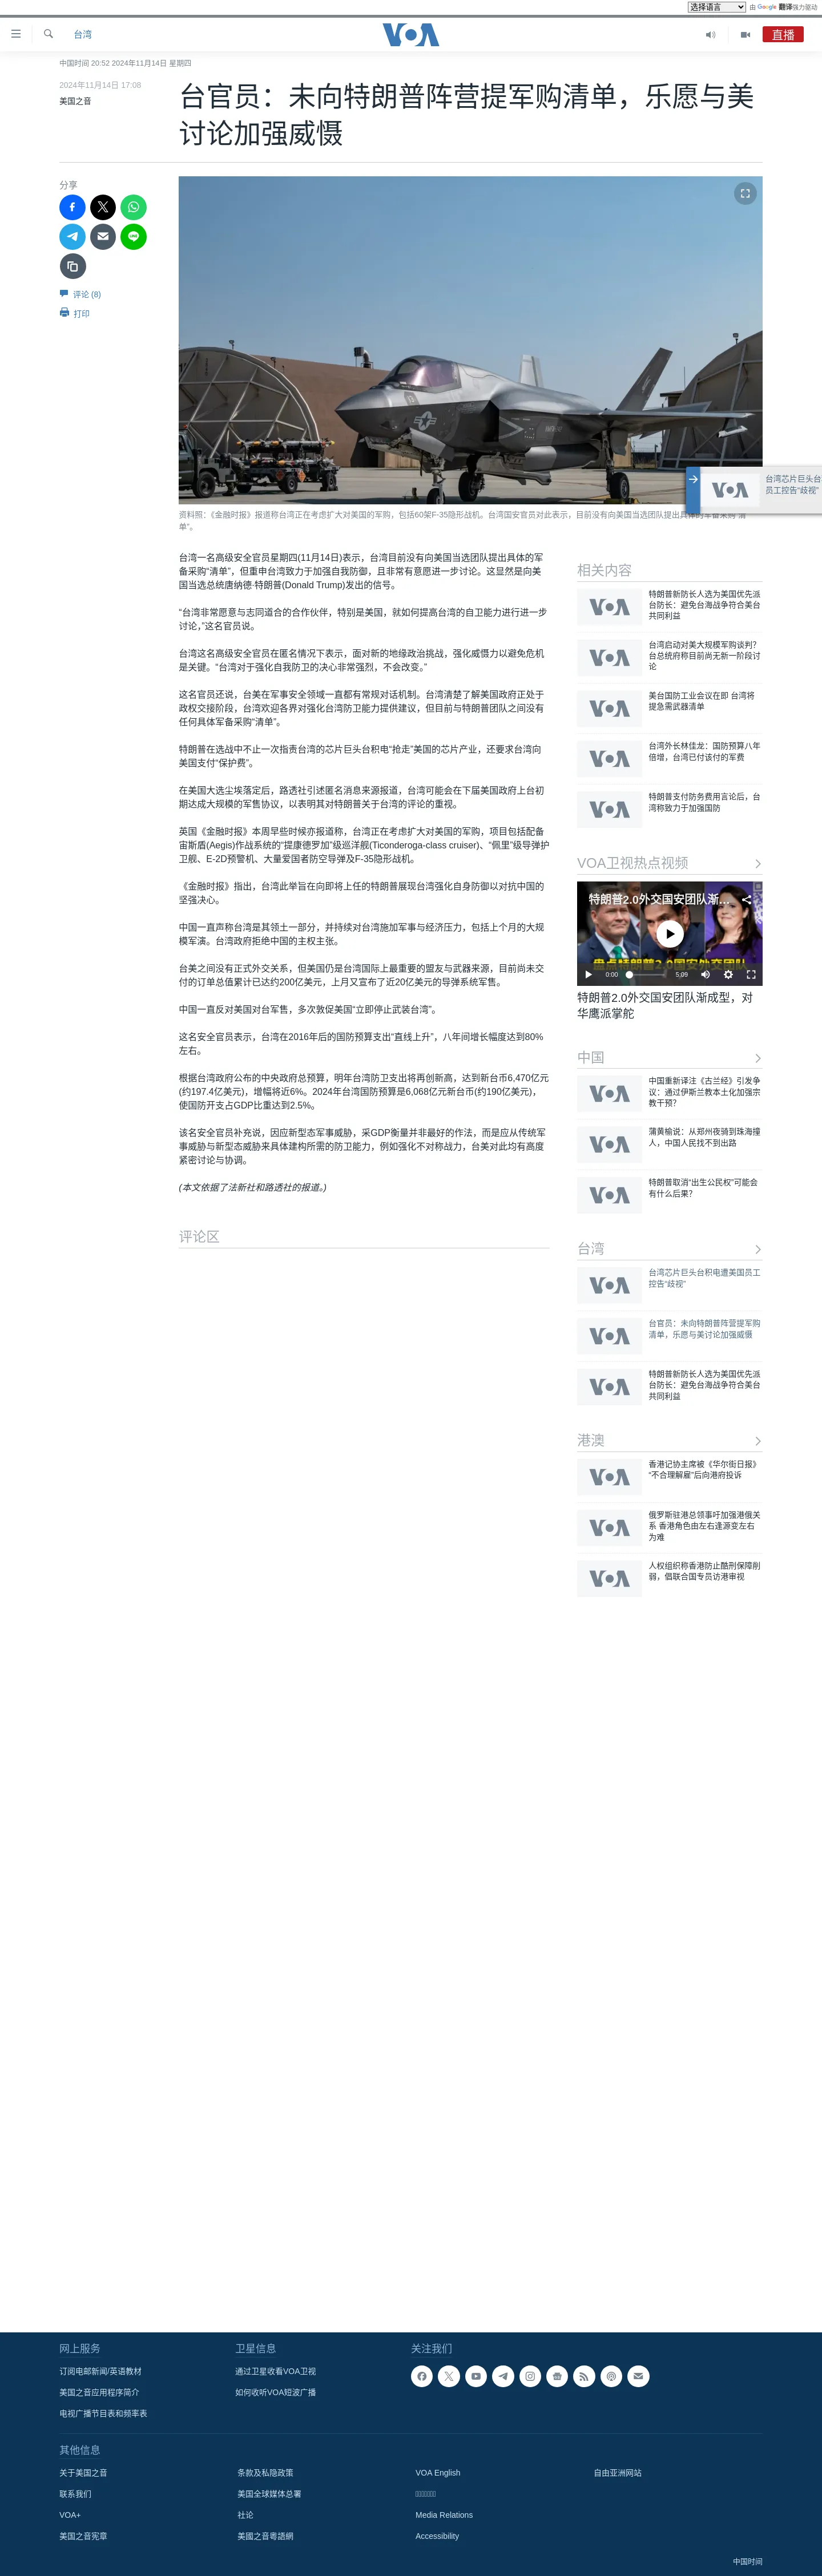 选择语言 由 Google 翻译强力驱动
台湾
VOA
直播
中国时间 20:52 2024年11月14日 星期四
2024年11月14日 17:08
美国之音
台官员：未向特朗普阵营提军购清单，乐愿与美
讨论加强威慑
分享
评论 (8)
打印
台湾芯片巨头台
员工控告“歧视”
资料照：《金融时报》报道称台湾正在考虑扩大对美国的军购，包括60架F-35隐形战机。台湾国安官员对此表示，目前没有向美国当选团队提出具体的军备采购“清
单”。
台湾一名高级安全官员星期四(11月14日)表示，台湾目前没有向美国当选团队提出具体的军
备采购“清单”，但重申台湾致力于加强自我防御，且非常有意愿进一步讨论。这显然是向美
国当选总统唐纳德·特朗普(Donald Trump)发出的信号。
“台湾非常愿意与志同道合的合作伙伴，特别是美国，就如何提高台湾的自卫能力进行进一步
讨论，”这名官员说。
台湾这名高级安全官员在匿名情况下表示，面对新的地缘政治挑战，强化威慑力以避免危机
是关键。“台湾对于强化自我防卫的决心非常强烈，不会改变。”
这名官员还说，台美在军事安全领域一直都有常规对话机制。台湾清楚了解美国政府正处于
政权交接阶段，台湾欢迎各界对强化台湾防卫能力提供建议，但目前与特朗普团队之间没有
任何具体军备采购“清单”。
特朗普在选战中不止一次指责台湾的芯片巨头台积电“抢走”美国的芯片产业，还要求台湾向
美国支付“保护费”。
在美国大选尘埃落定后，路透社引述匿名消息来源报道，台湾可能会在下届美国政府上台初
期达成大规模的军售协议，以表明其对特朗普关于台湾的评论的重视。
英国《金融时报》本周早些时候亦报道称，台湾正在考虑扩大对美国的军购，项目包括配备
宙斯盾(Aegis)作战系统的“提康德罗加”级巡洋舰(Ticonderoga-class cruiser)、“佩里”级导弹护
卫舰、E-2D预警机、大量爱国者防空导弹及F-35隐形战机。
《金融时报》指出，台湾此举旨在向即将上任的特朗普展现台湾强化自身防御以对抗中国的
坚强决心。
中国一直声称台湾是其领土一部分，并持续对台湾施加军事与经济压力，包括上个月的大规
模军演。台湾政府拒绝中国的主权主张。
台美之间没有正式外交关系，但美国仍是台湾国际上最重要的盟友与武器来源，目前尚未交
付的订单总值累计已达约200亿美元，上月又宣布了近20亿美元的导弹系统军售。
中国一直反对美国对台军售，多次敦促美国“立即停止武装台湾”。
这名安全官员表示，台湾在2016年后的国防预算支出“直线上升”，八年间增长幅度达到80%
左右。
根据台湾政府公布的中央政府总预算，明年台湾防卫支出将再创新高，达到新台币6,470亿元
(约197.4亿美元)，增幅将近6%。2024年台湾国防预算是6,068亿元新台币(约190亿美元)，
使国防开支占GDP比重达到2.5%。
该名安全官员补充说，因应新型态军事威胁，采GDP衡量并非最好的作法，而是应从传统军
事威胁与新型态威胁来具体建构所需的防卫能力，例如强化不对称战力，台美对此均有高度
紧密讨论与协调。
(本文依据了法新社和路透社的报道。)
评论区
相关内容
特朗普新防长人选为美国优先派
台防长：避免台海战争符合美台
共同利益
台湾启动对美大规模军购谈判？
台总统府称目前尚无新一阶段讨
论
美台国防工业会议在即 台湾将
提急需武器清单
台湾外长林佳龙：国防预算八年
倍增，台湾已付该付的军费
特朗普支付防务费用言论后，台
湾称致力于加强国防
VOA卫视热点视频
特朗普2.0外交国安团队渐…
盘点特朗普2.0国安外交团队
0:00 5:09
特朗普2.0外交国安团队渐成型，对
华鹰派掌舵
中国
中国重新译注《古兰经》引发争
议：通过伊斯兰教本土化加强宗
教干预？
蒲黄榆说：从郑州夜骑到珠海撞
人，中国人民找不到出路
特朗普取消“出生公民权”可能会
有什么后果？
台湾
台湾芯片巨头台积电遭美国员工
控告“歧视”
台官员：未向特朗普阵营提军购
清单，乐愿与美讨论加强威慑
特朗普新防长人选为美国优先派
台防长：避免台海战争符合美台
共同利益
港澳
香港记协主席被《华尔街日报》
“不合理解雇”后向港府投诉
俄罗斯驻港总领事吁加强港俄关
系 香港角色由左右逢源变左右
为难
人权组织称香港防止酷刑保障削
弱，倡联合国专员访港审视
网上服务
订阅电邮新闻/英语教材
美国之音应用程序简介
电视广播节目表和频率表
卫星信息
通过卫星收看VOA卫视
如何收听VOA短波广播
关注我们
其他信息
关于美国之音
联系我们
VOA+
美国之音宪章
条款及私隐政策
美国全球媒体总署
社论
美國之音粵語網
VOA English
Media Relations
Accessibility
自由亚洲网站
中国时间